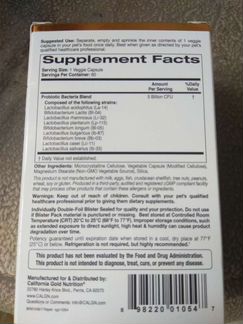 Suggested Use: Separate, empty and sprinkle the inner contents of 1 veggie
capsule in your pet's food once daily. Best when given as directed by your pet's
qualified healthcare professional.
Supplement Facts
Serving Size: 1 Veggie Capsule
Servings Per Container: 60
Amount Per Serving
%Daily Value
Probiotic Bacteria Blend 5 Billion CFU †
Composed of the following strains:
Lactobacillus acidophilus (La-14)
Bifidobacterium Lactis (Bl-04)
Lactobacillus rhamnosus (Lr-32)
Lactobacillus plantarum (Lp-115)
Bifidobacterium longum (Bl-05)
Lactobacillus bulgaricus
Bifidobacterium breve (Bb-03)
Lactobacillus casei (Lc-11)
Lactobacillus salivarius (Ls-33)
† Daily Value not established.
Other Ingredients: Microcrystalline Cellulose, Vegetable Capsule (Modified Cellulose),
Magnesium Stearate (Non-GMO Vegetable Source), Silica.
This product is not manufactured with milk, eggs, fish, crustacean shellfish, tree nuts, peanuts,
wheat, soy or gluten. Produced in a third-party audited and registered cGMP compliant facility
that may process other products that contain these allergens or ingredients.
Warnings: Keep out of reach of children. Consult with your pet's qualified
healthcare professional prior to giving them dietary supplements.
Individually Double-Foil Blister Sealed for quality and your protection. Do not use
if Blister Pack material is punctured or missing. Best stored at Controlled Room
Temperature (CRT) 20°C to 25°C (68°F to 77°F). Improper storage conditions, such
as extended exposure to direct sunlight, high heat & humidity can cause product
degradation over time.
Potency guaranteed until expiration date when stored in a cool, dry place at 77°F
(25°C) or below. Refrigeration is not required, but highly recommended.
This product has not been evaluated by the Food and Drug Administration.
This product is not intended to diagnose, treat, cure, or prevent any disease.
Manufactured for & Distributed by:
California Gold Nutrition
Perris, CA 92570
www.CALGN.com
8 98220 01054 7